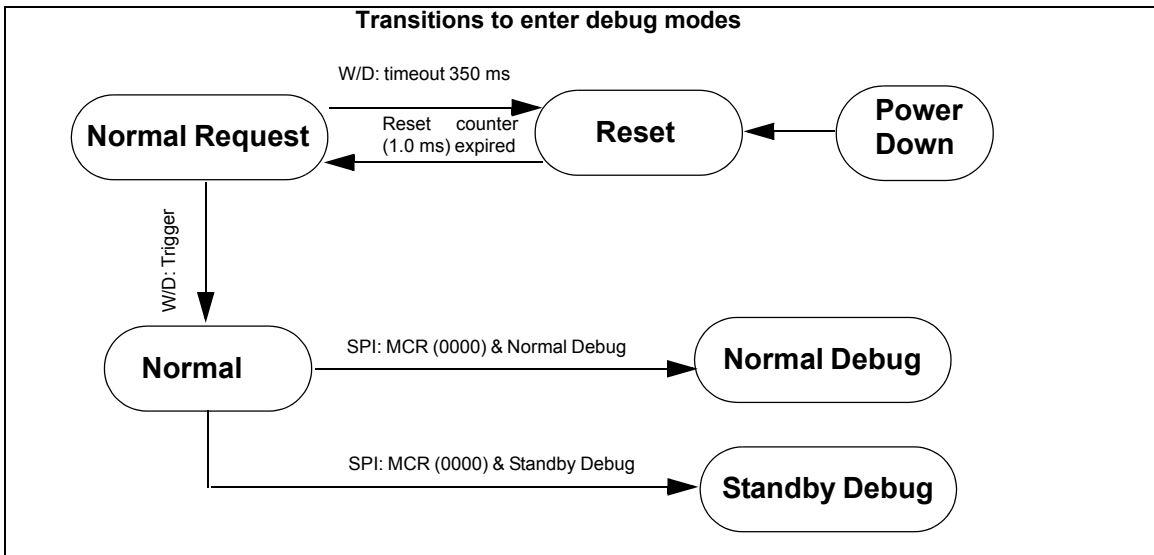 Transitions to enter debug modes
W/D: timeout 350 ms
Normal Request
Reset counter
(1.0 ms) expired
Reset
Power
Down
W/D: Trigger
Normal
SPI: MCR (0000) & Normal Debug
Normal Debug
SPI: MCR (0000) & Standby Debug
Standby Debug